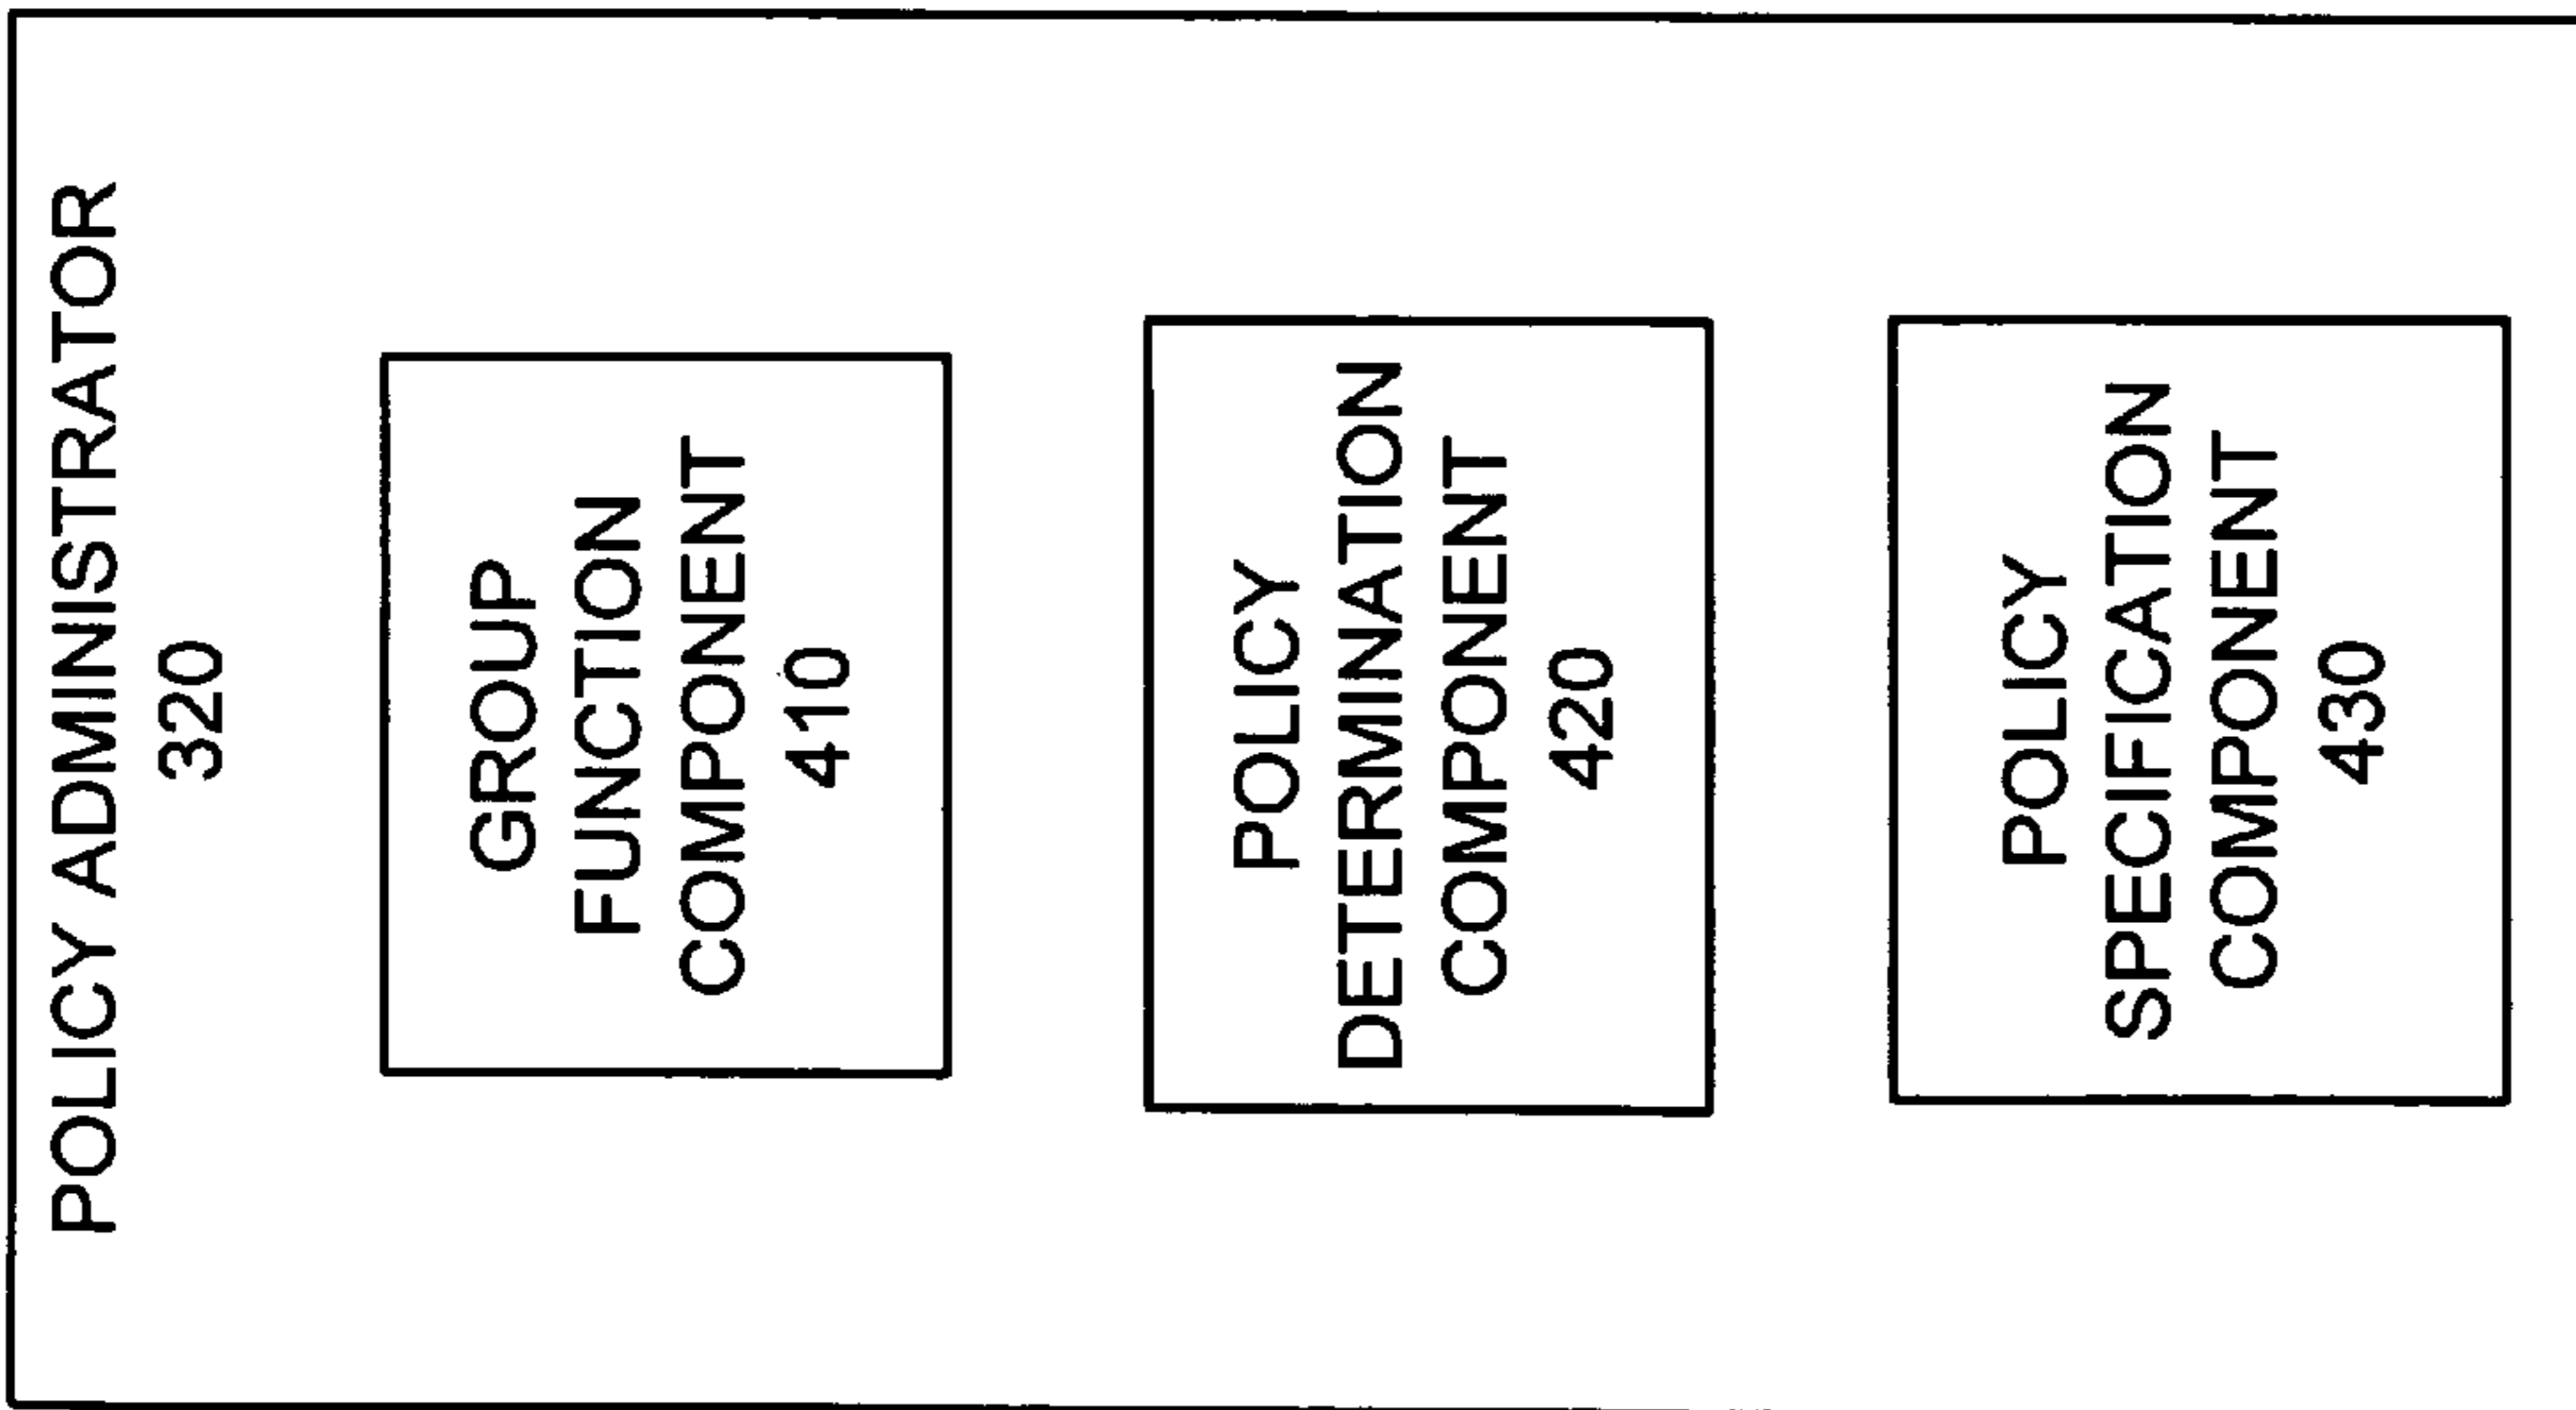 POLICY ADMINISTRATOR
320
GROUP
FUNCTION
COMPONENT
410
POLICY
DETERMINATION
COMPONENT
420
POLICY
SPECIFICATION
COMPONENT
430